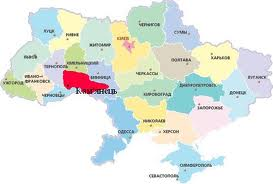 ЧЕРНИГОВ
ЛУЦК
СУМЫ
ЖИТОМИР
КИЕВ
ЛЬВОВ
ПОЛТАВА
ХАРЬКОВ
ХМЕЛЬНИЦКИЙ
ТЕРНОПОЛЬ
ЛУГАНСК
ИВАНО-
ФРАНКОВСК
ВИННИЦА
ЧЕРКАССЫ
УЖГОРОД
ДНЕПРОПЕТРОВСК
КИРОВОГРАД
ДОНЕЦК
ЗАПОРОЖЬЕ
НИКОЛАЕВ
ОДЕССА
ХЕРСОН
СИМФЕРОПОЛЬ
СЕВАСТОПОЛЬ